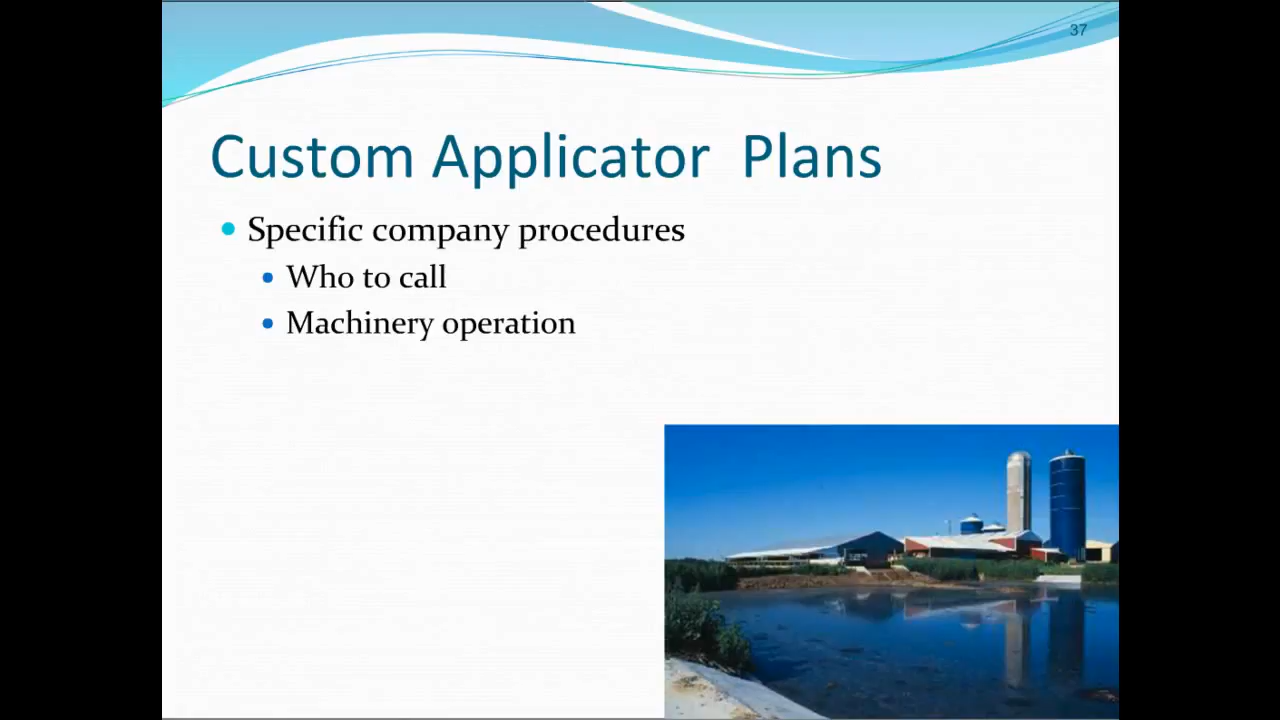 37
Custom Applicator  Plans
Specific company procedures
Who to call
Machinery operation